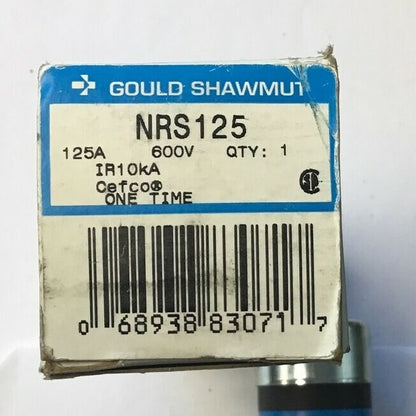 GOULD SHAWMUT
NRS125
125A 600V QTY: 1
IR10kA
Cefco®
ONE TIME
0 68938 83071 7